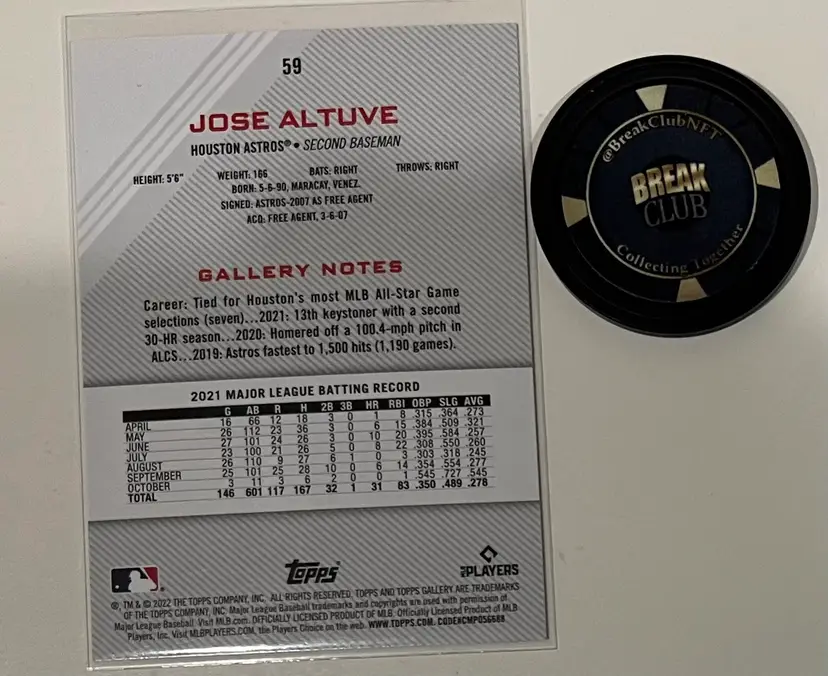 59
JOSE ALTUVE
HOUSTON ASTROS® • SECOND BASEMAN
HEIGHT: 5'6" WEIGHT: 166 BATS: RIGHT THROWS: RIGHT
BORN: 5-6-90, MARACAY, VENEZ.
SIGNED: ASTROS-2007 AS FREE AGENT
ACQ: FREE AGENT, 3-6-07
GALLERY NOTES
Career: Tied for Houston's most MLB All-Star Game
selections (seven)...2021: 13th keystoner with a second
30-HR season...2020: Homered off a 100.4-mph pitch in
ALCS...2019: Astros fastest to 1,500 hits (1,190 games).
2021 MAJOR LEAGUE BATTING RECORD
G AB R H 2B 3B HR RBI OBP SLG AVG
APRIL 16 66 12 18 3 0 1 8 .315 .364 .273
MAY 26 112 23 36 3 0 6 15 .384 .509 .321
JUNE 27 101 24 26 3 0 10 20 .395 .584 .257
JULY 23 100 21 26 5 0 8 22 .308 .550 .260
AUGUST 26 110 9 27 6 1 0 3 .303 .318 .245
SEPTEMBER 25 101 25 28 10 0 6 14 .354 .554 .277
OCTOBER 3 11 3 6 2 0 0 1 .545 .727 .545
TOTAL 146 601 117 167 32 1 31 83 .350 .489 .278
Topps
PLAYERS
®, TM & © 2022 THE TOPPS COMPANY, INC. ALL RIGHTS RESERVED. TOPPS AND TOPPS GALLERY ARE TRADEMARKS
OF THE TOPPS COMPANY, INC. Major League Baseball trademarks and copyrights are used with permission of
Major League Baseball. Visit MLB.com. OFFICIALLY LICENSED PRODUCT OF MLB. Officially Licensed Product of MLB
Players, Inc. Visit MLBPLAYERS.COM, the Players Choice on the web. WWW.TOPPS.COM. CODE#CMP056688
@BreakClubNFT
BREAK
CLUB
Collecting Together